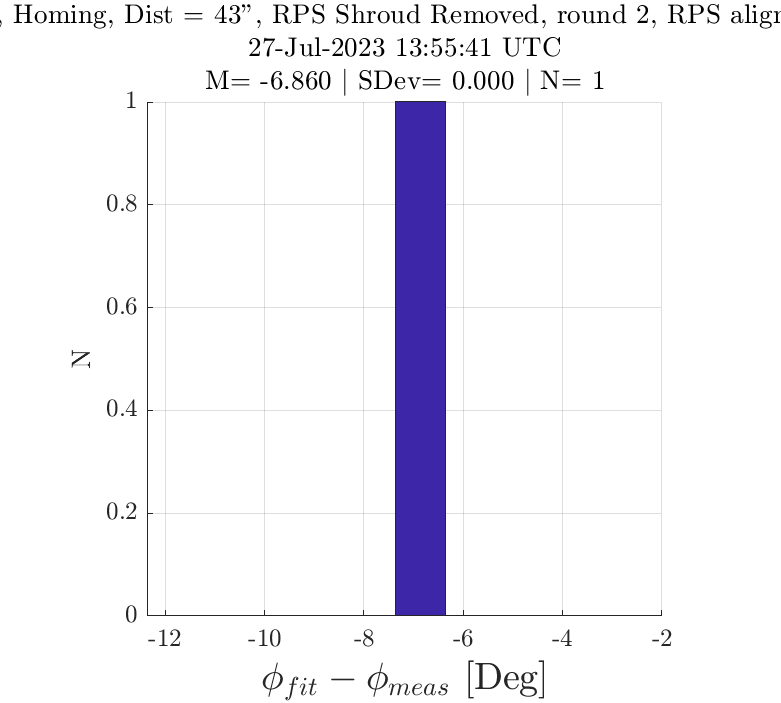 , Homing, Dist = 43”, RPS Shroud Removed, round 2, RPS align
27-Jul-2023 13:55:41 UTC
M= -6.860 | SDev= 0.000 | N= 1
1
0.8
0.6
0.4
0.2
0
N
-12 -10 -8 -6 -4 -2
ϕ_fit − ϕ_meas [Deg]